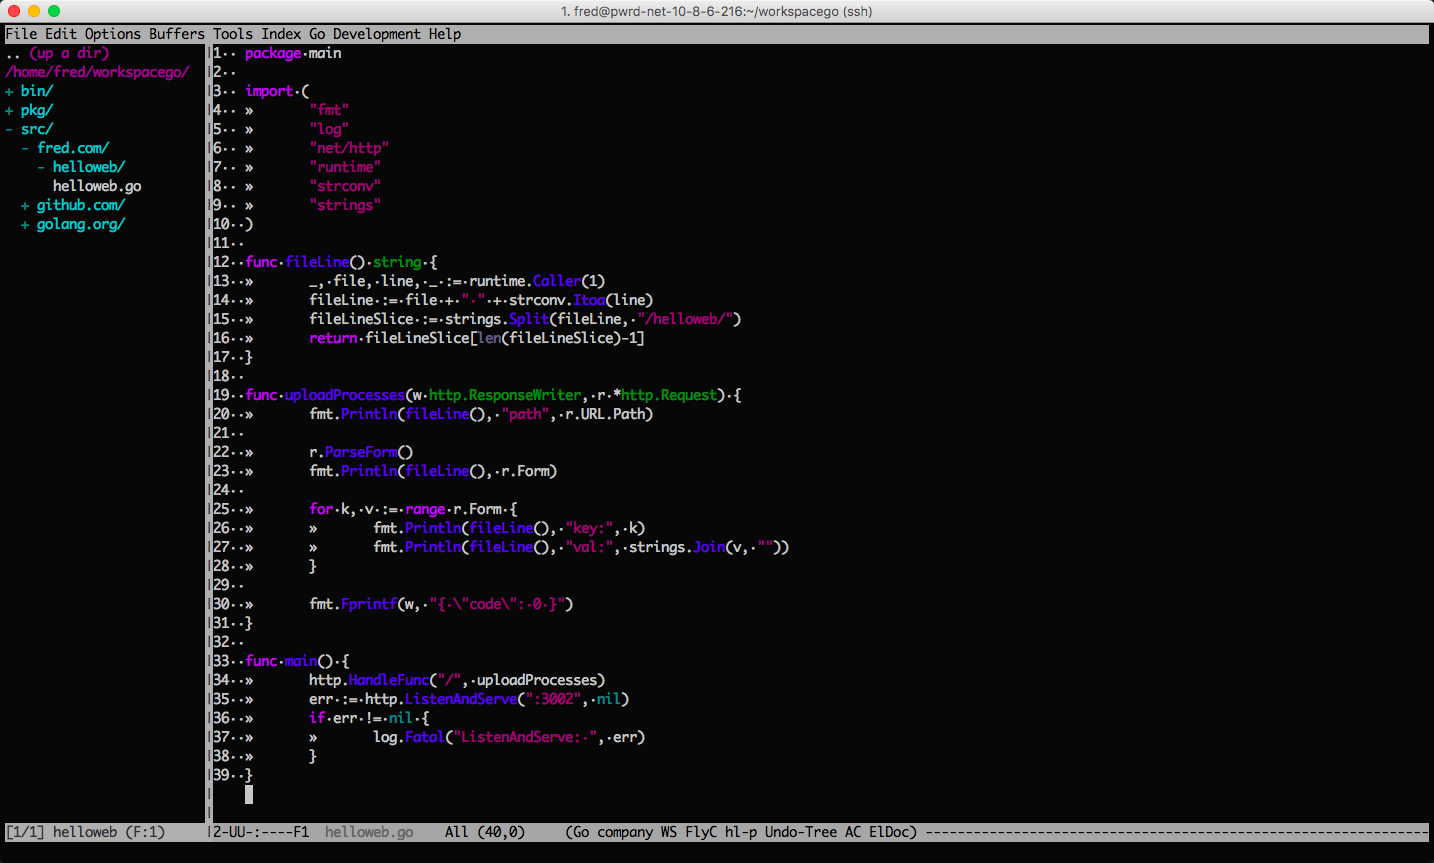 1. fred@pwrd-net-10-8-6-216:~/workspacego (ssh)
File Edit Options Buffers Tools Index Go Development Help
.. (up a dir)
/home/fred/workspacego/
+ bin/
+ pkg/
- src/
  - fred.com/
    - helloweb/
      helloweb.go
  + github.com/
  + golang.org/
1·· package·main
2··
3·· import·(
4·· »       "fmt"
5·· »       "log"
6·· »       "net/http"
7·· »       "runtime"
8·· »       "strconv"
9·· »       "strings"
10··)
11··
12··func·fileLine()·string·{
13··»       _,·file,·line,·_·:=·runtime.Caller(1)
14··»       fileLine·:=·file·+·"·"·+·strconv.Itoa(line)
15··»       fileLineSlice·:=·strings.Split(fileLine,·"/helloweb/")
16··»       return·fileLineSlice[len(fileLineSlice)-1]
17··}
18··
19··func·uploadProcesses(w·http.ResponseWriter,·r·*http.Request)·{
20··»       fmt.Println(fileLine(),·"path",·r.URL.Path)
21··
22··»       r.ParseForm()
23··»       fmt.Println(fileLine(),·r.Form)
24··
25··»       for·k,·v·:=·range·r.Form·{
26··»       »       fmt.Println(fileLine(),·"key:",·k)
27··»       »       fmt.Println(fileLine(),·"val:",·strings.Join(v,·""))
28··»       }
29··
30··»       fmt.Fprintf(w,·"{·\"code\":·0·}")
31··}
32··
33··func·main()·{
34··»       http.HandleFunc("/",·uploadProcesses)
35··»       err·:=·http.ListenAndServe(":3002",·nil)
36··»       if·err·!=·nil·{
37··»       »       log.Fatal("ListenAndServe:·",·err)
38··»       }
39··}
[1/1] helloweb (F:1)
2-UU-:----F1  helloweb.go    All (40,0)     (Go company WS FlyC hl-p Undo-Tree AC ElDoc) ---------------------------------------------------------------